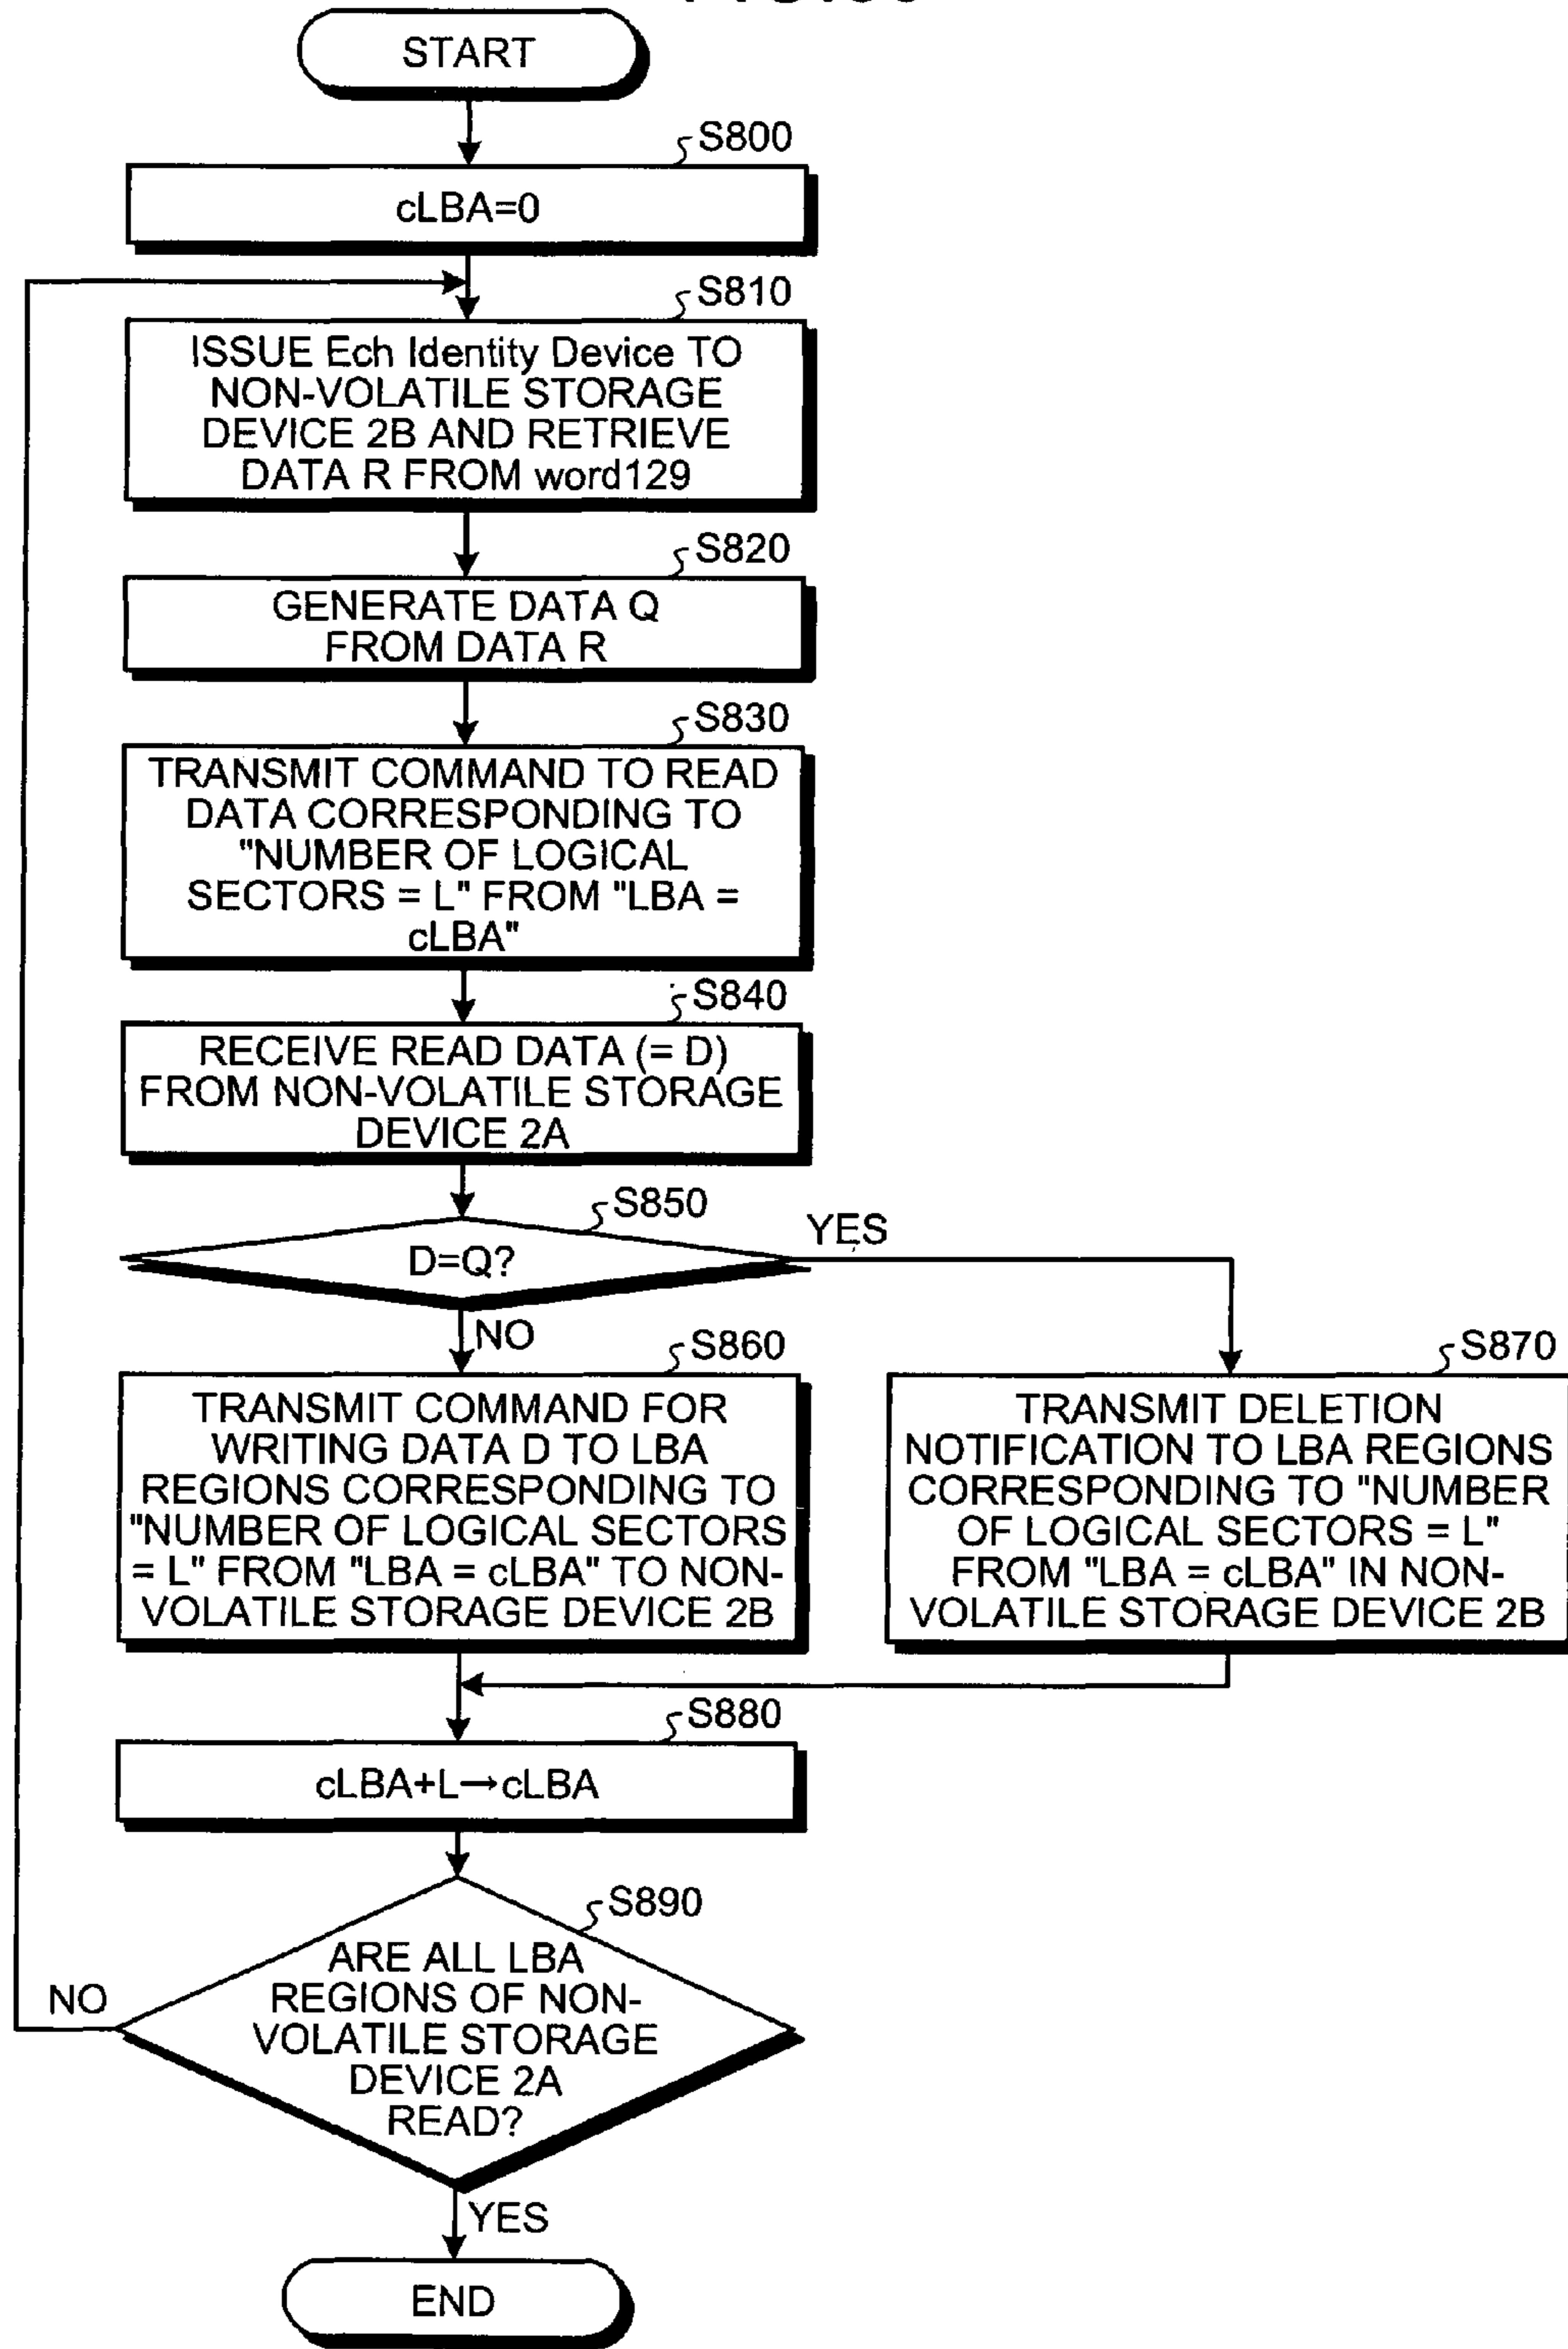 START
S800
cLBA=0
S810
ISSUE Ech Identity Device TO
NON-VOLATILE STORAGE
DEVICE 2B AND RETRIEVE
DATA R FROM word129
S820
GENERATE DATA Q
FROM DATA R
S830
TRANSMIT COMMAND TO READ
DATA CORRESPONDING TO
"NUMBER OF LOGICAL
SECTORS = L" FROM "LBA =
cLBA"
S840
RECEIVE READ DATA (= D)
FROM NON-VOLATILE STORAGE
DEVICE 2A
S850
D=Q?
YES
NO
S860
TRANSMIT COMMAND FOR
WRITING DATA D TO LBA
REGIONS CORRESPONDING TO
"NUMBER OF LOGICAL SECTORS
= L" FROM "LBA = cLBA" TO NON-
VOLATILE STORAGE DEVICE 2B
S870
TRANSMIT DELETION
NOTIFICATION TO LBA REGIONS
CORRESPONDING TO "NUMBER
OF LOGICAL SECTORS = L"
FROM "LBA = cLBA" IN NON-
VOLATILE STORAGE DEVICE 2B
S880
cLBA+L→cLBA
S890
ARE ALL LBA
REGIONS OF NON-
VOLATILE STORAGE
DEVICE 2A
READ?
NO
YES
END